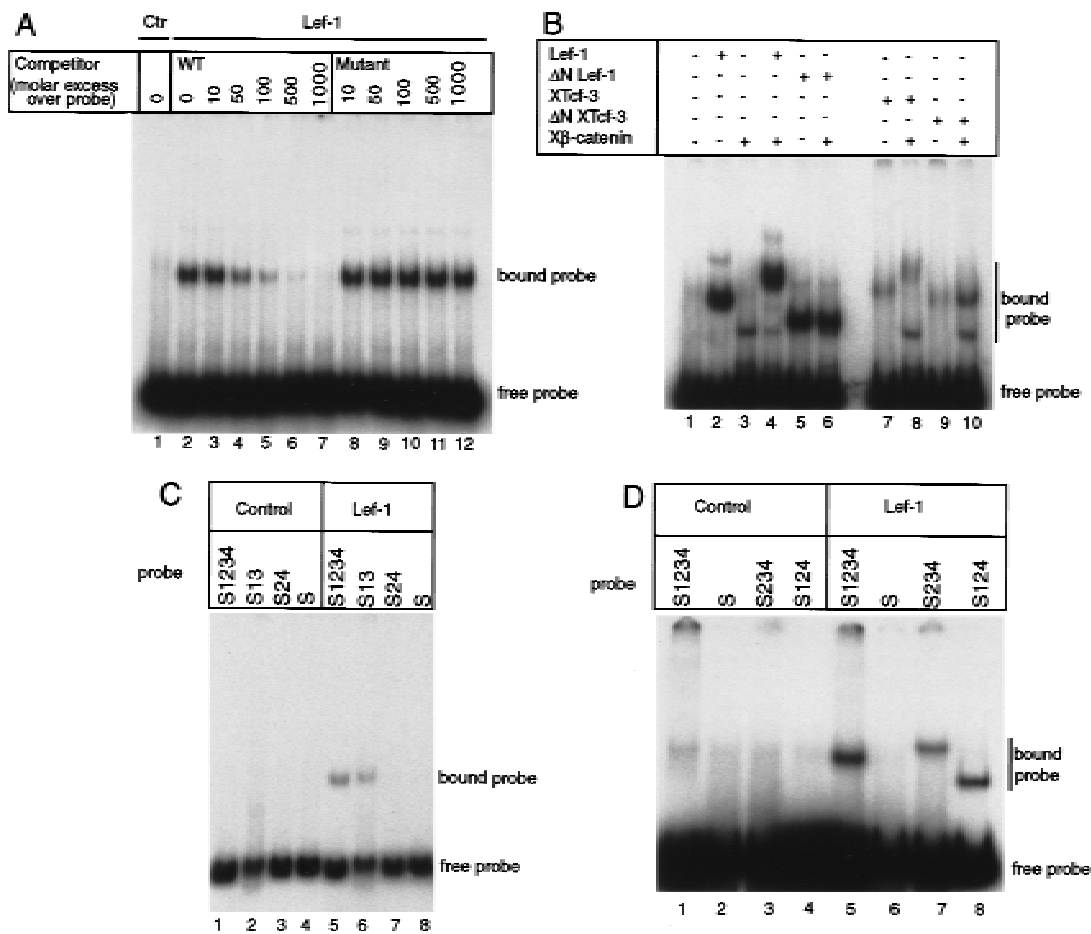 A
Ctr Lef-1
Competitor WT Mutant
(molar excess over probe)
0 0 10 50 100 500 1000 10 50 100 500 1000
bound probe
free probe
1 2 3 4 5 6 7 8 9 10 11 12
B
Lef-1 - + - + - - - -
ΔN Lef-1 - - - - + + - - - -
XTcf-3 - - - - - - + + - -
ΔN XTcf-3 - - - - - - - - + +
Xβ-catenin - - + + - + - + - +
bound probe
free probe
1 2 3 4 5 6 7 8 9 10
C
Control Lef-1
probe S1234 S13 S24 S S1234 S13 S24 S
bound probe
free probe
1 2 3 4 5 6 7 8
D
Control Lef-1
probe S1234 S S234 S124 S1234 S S234 S124
bound probe
free probe
1 2 3 4 5 6 7 8